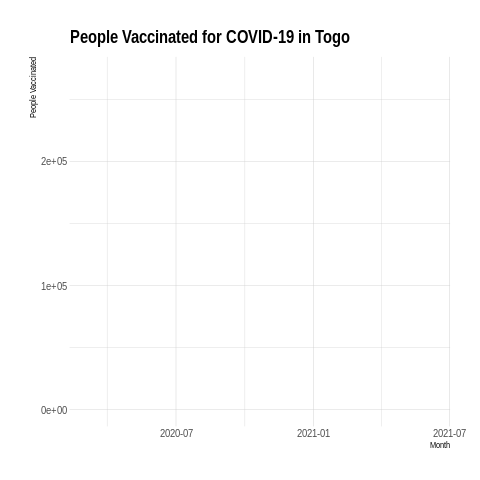 People Vaccinated for COVID-19 in Togo
People Vaccinated
2e+05
1e+05
0e+00
2020-07
2021-01
2021-07
Month